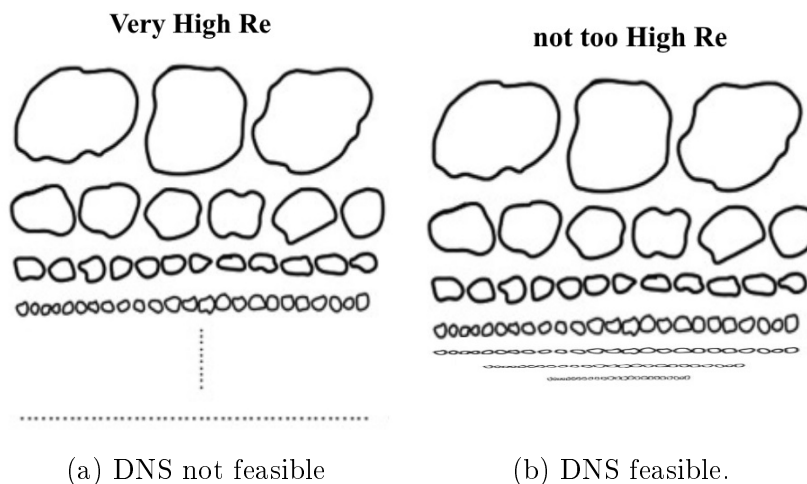 Very High Re
not too High Re
(a) DNS not feasible
(b) DNS feasible.